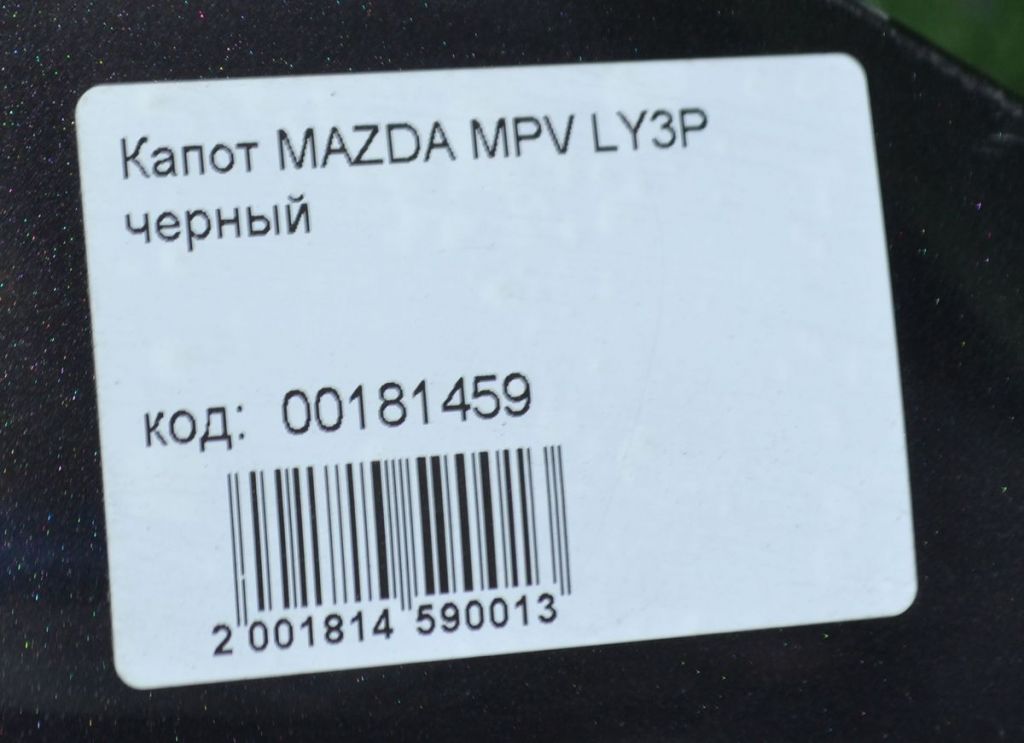 Капот MAZDA MPV LY3P
черный
код: 00181459
2 001814 590013